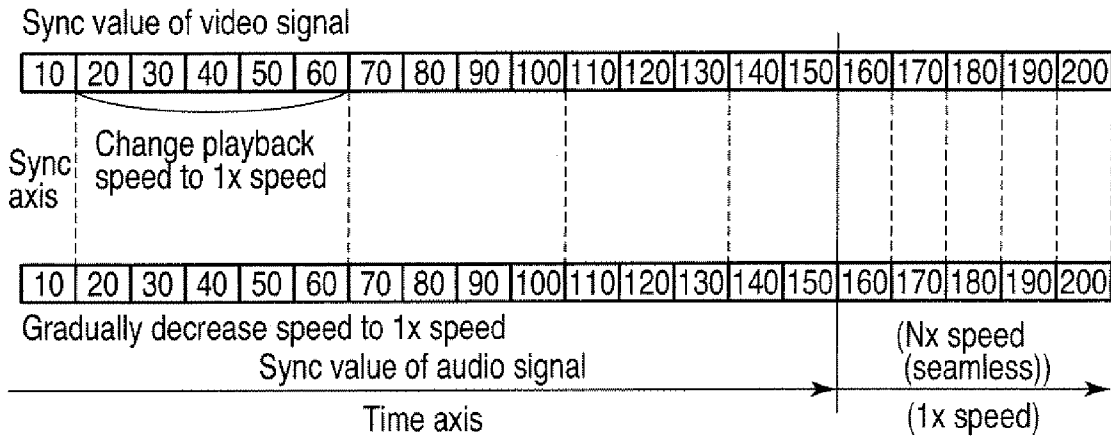 Sync value of video signal
10 20 30 40 50 60 70 80 90 100 110 120 130 140 150 160 170 180 190 200
Change playback
speed to 1x speed
Sync
axis
10 20 30 40 50 60 70 80 90 100 110 120 130 140 150 160 170 180 190 200
Gradually decrease speed to 1x speed
Sync value of audio signal
(Nx speed
(seamless))
Time axis
(1x speed)